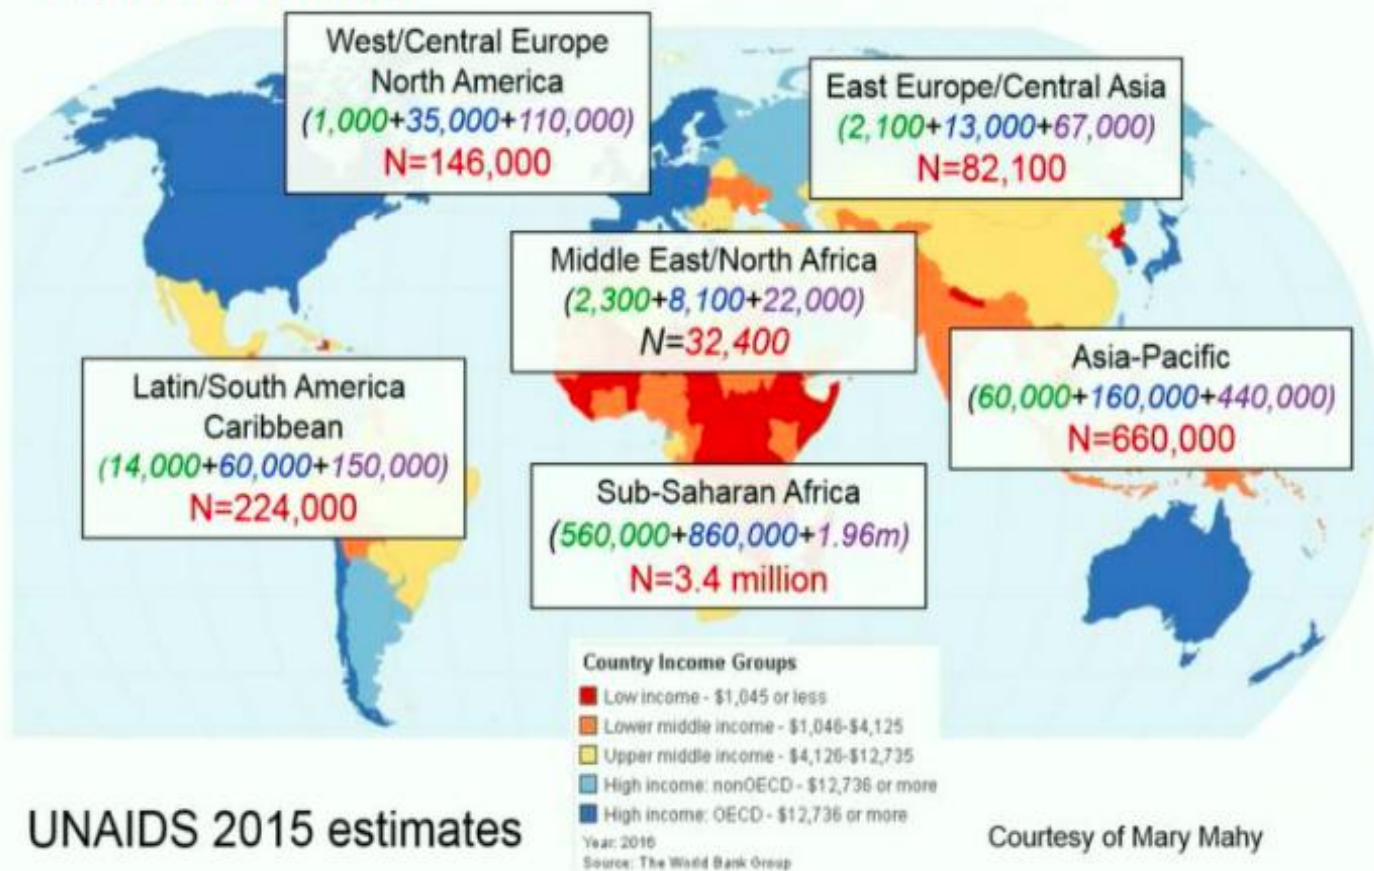 West/Central Europe
North America
(1,000+35,000+110,000)
N=146,000
East Europe/Central Asia
(2,100+13,000+67,000)
N=82,100
Middle East/North Africa
(2,300+8,100+22,000)
N=32,400
Latin/South America
Caribbean
(14,000+60,000+150,000)
N=224,000
Asia-Pacific
(60,000+160,000+440,000)
N=660,000
Sub-Saharan Africa
(560,000+860,000+1.96m)
N=3.4 million
Country Income Groups
Low income - $1,045 or less
Lower middle income - $1,046-$4,125
Upper middle income - $4,126-$12,735
High income: nonOECD - $12,736 or more
High income: OECD - $12,736 or more
Year: 2016
Source: The World Bank Group
UNAIDS 2015 estimates
Courtesy of Mary Mahy